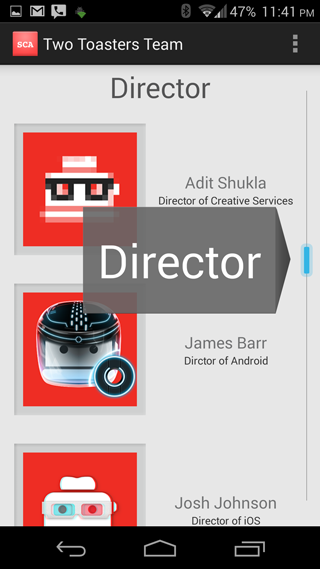 47% 11:41 PM
SCA Two Toasters Team
Director
Adit Shukla
Director of Creative Services
Director
James Barr
Dirctor of Android
Josh Johnson
Director of iOS